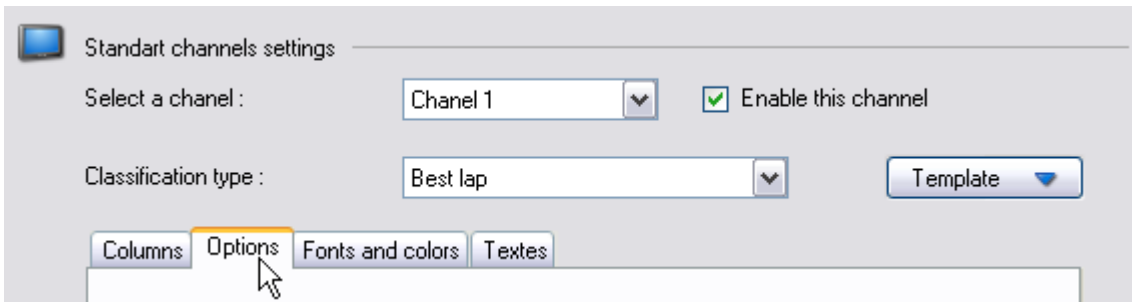 Standart channels settings
Select a chanel : Chanel 1 Enable this channel
Classification type : Best lap Template
Columns Options Fonts and colors Textes